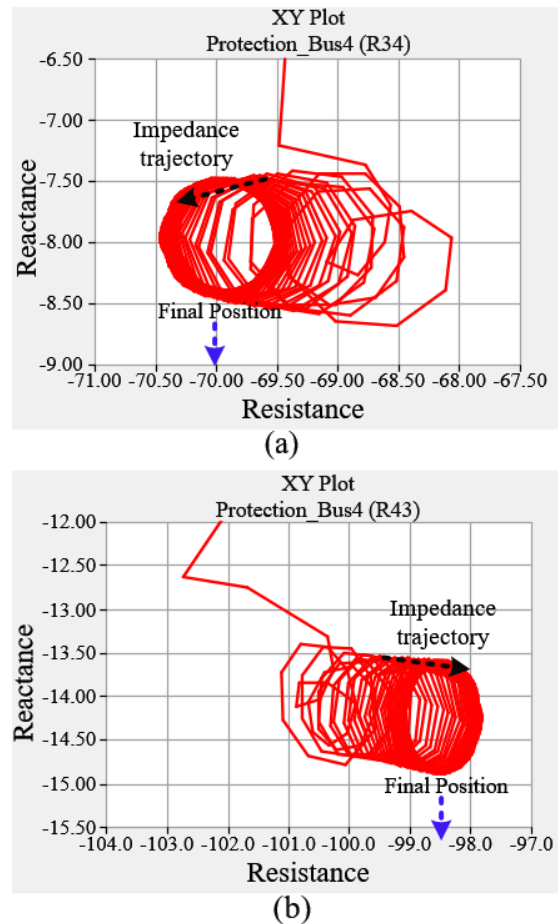 XY Plot
Protection_Bus4 (R34)
-6.50
-7.00
-7.50
-8.00
-8.50
-9.00
Reactance
Impedance
trajectory
Final Position
-71.00 -70.50 -70.00 -69.50 -69.00 -68.50 -68.00 -67.50
Resistance
(a)
XY Plot
Protection_Bus4 (R43)
-12.00
-12.50
-13.00
-13.50
-14.00
-14.50
-15.00
-15.50
Reactance
Impedance
trajectory
Final Position
-104.0 -103.0 -102.0 -101.0 -100.0 -99.0 -98.0 -97.0
Resistance
(b)